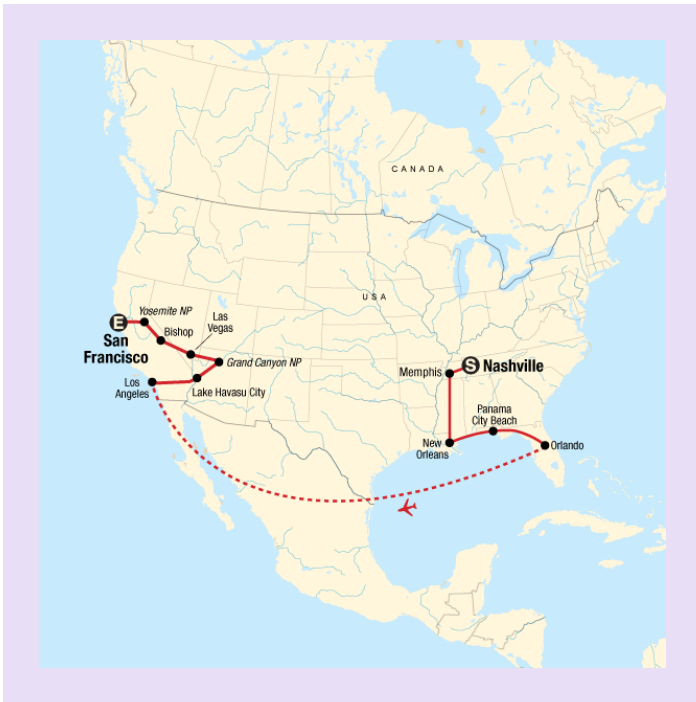 CANADA
USA
Yosemite NP
Las
Vegas
E
San
Francisco
Bishop
Grand Canyon NP
Los
Angeles
Lake Havasu City
Memphis
S
Nashville
Panama
City Beach
New
Orleans
Orlando